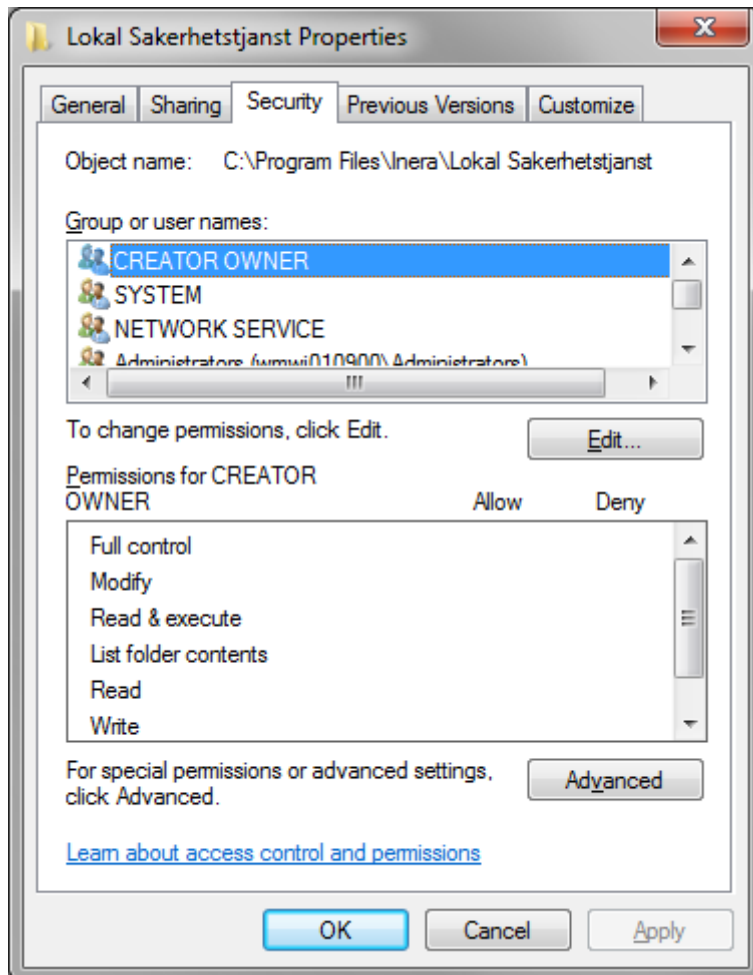 Lokal Sakerhetstjanst Properties
General Sharing Security Previous Versions Customize
Object name: C:\Program Files\Inera\Lokal Sakerhetstjanst
Group or user names:
CREATOR OWNER
SYSTEM
NETWORK SERVICE
Administrators (wmwi010900\Administrators)
To change permissions, click Edit.
Edit...
Permissions for CREATOR
OWNER Allow Deny
Full control
Modify
Read & execute
List folder contents
Read
Write
For special permissions or advanced settings,
click Advanced.
Advanced
Learn about access control and permissions
OK Cancel Apply